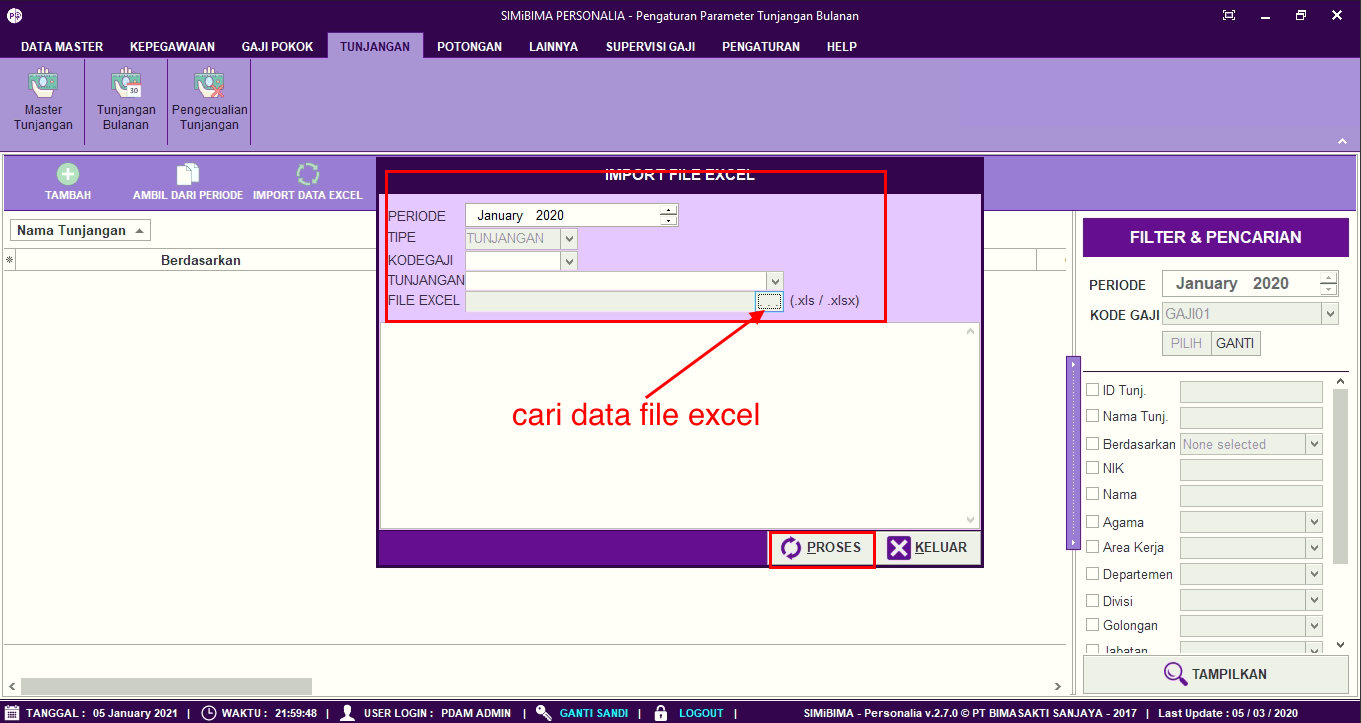 SIMiBIMA PERSONALIA - Pengaturan Parameter Tunjangan Bulanan
DATA MASTER KEPEGAWAIAN GAJI POKOK TUNJANGAN POTONGAN LAINNYA SUPERVISI GAJI PENGATURAN HELP
Master
Tunjangan
30
Tunjangan
Bulanan
Pengecualian
Tunjangan
TAMBAH AMBIL DARI PERIODE IMPORT DATA EXCEL
Nama Tunjangan
Berdasarkan
IMPORT FILE EXCEL
PERIODE January 2020
TIPE TUNJANGAN
KODEGAJI
TUNJANGAN
FILE EXCEL ... (.xls / .xlsx)
cari data file excel
PROSES KELUAR
FILTER & PENCARIAN
PERIODE January 2020
KODE GAJI GAJI01
PILIH GANTI
ID Tunj.
Nama Tunj.
Berdasarkan None selected
NIK
Nama
Agama
Area Kerja
Departemen
Divisi
Golongan
Jabatan
TAMPILKAN
TANGGAL : 05 January 2021 | WAKTU : 21:59:48 | USER LOGIN : PDAM ADMIN | GANTI SANDI | LOGOUT | SIMiBIMA - Personalia v.2.7.0 © PT BIMASAKTI SANJAYA - 2017 | Last Update : 05 / 03 / 2020